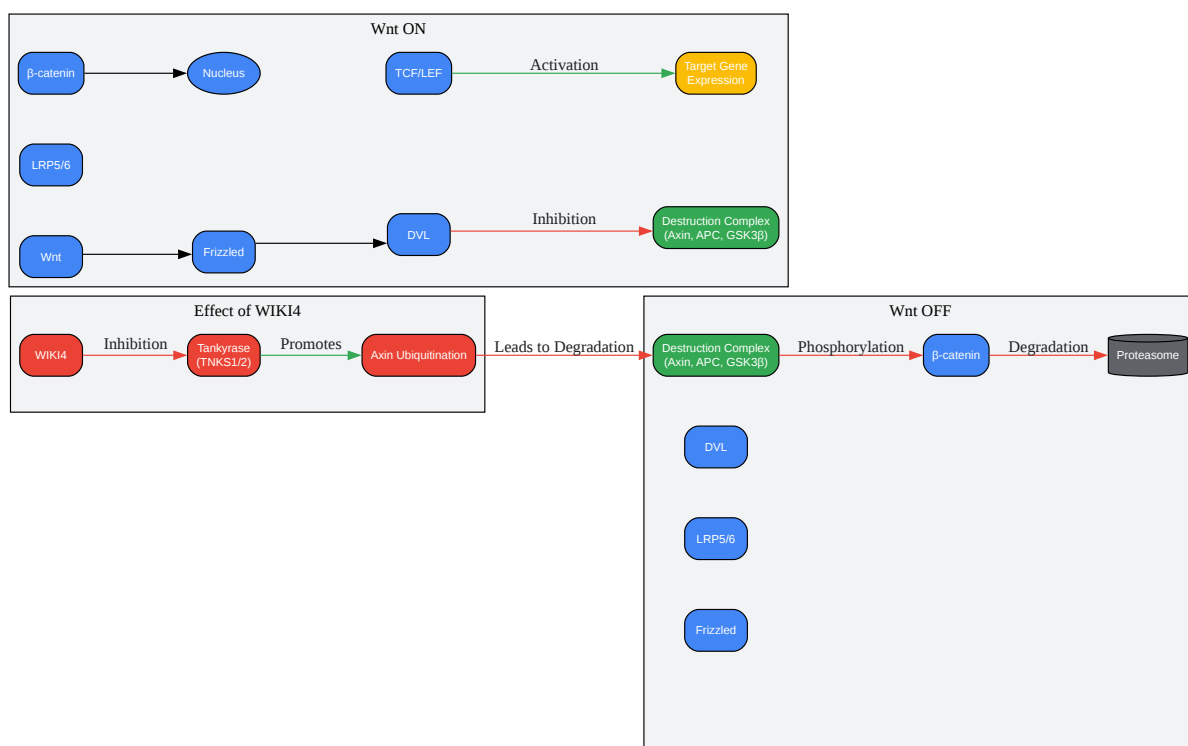 Wnt ON
β-catenin
Nucleus
TCF/LEF
Activation
Target Gene
Expression
LRP5/6
Wnt
Frizzled
DVL
Inhibition
Destruction Complex
(Axin, APC, GSK3β)
Effect of WIKI4
WIKI4
Inhibition
Tankyrase
(TNKS1/2)
Promotes
Axin Ubiquitination
Leads to Degradation
Wnt OFF
Destruction Complex
(Axin, APC, GSK3β)
Phosphorylation
β-catenin
Degradation
Proteasome
DVL
LRP5/6
Frizzled